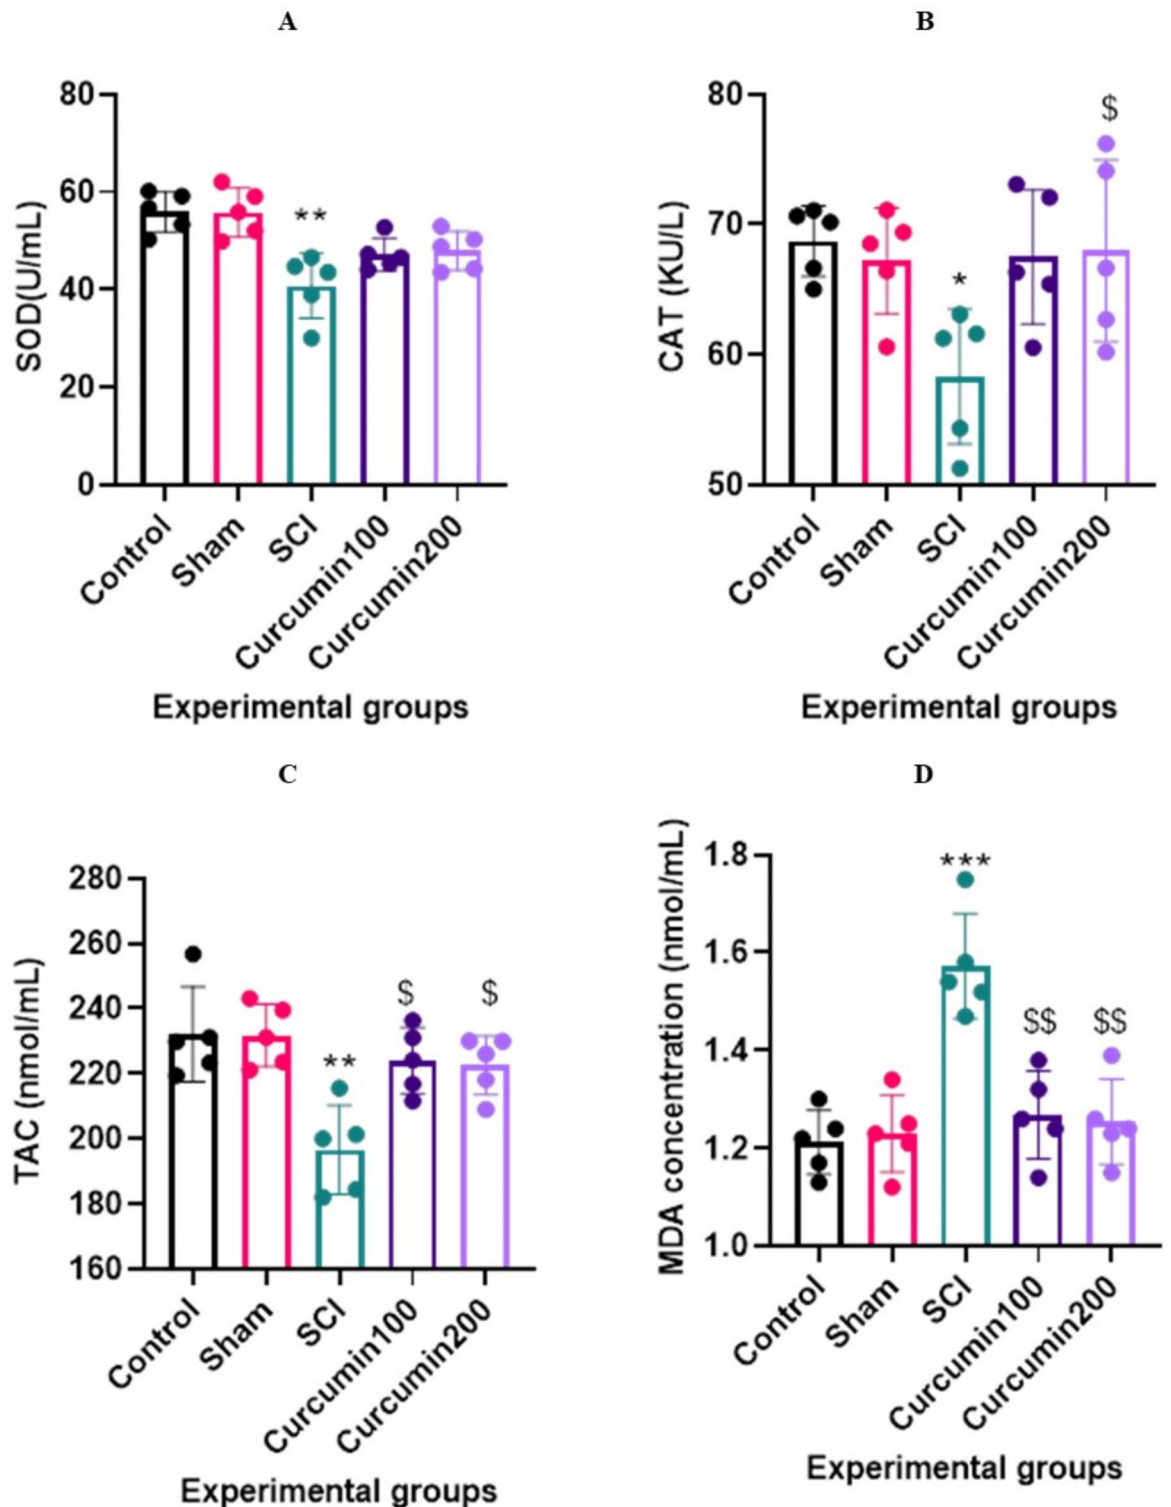 A
SOD(U/mL)
80
60
40
20
0
**
Control
Sham
SCI
Curcumin100
Curcumin200
Experimental groups
B
CAT (KU/L)
80
70
60
50
*
$
Control
Sham
SCI
Curcumin100
Curcumin200
Experimental groups
C
TAC (nmol/mL)
280
260
240
220
200
180
160
**
$
$
Control
Sham
SCI
Curcumin100
Curcumin200
Experimental groups
D
MDA concentration (nmol/mL)
1.8
1.6
1.4
1.2
1.0
***
$$
$$
Control
Sham
SCI
Curcumin100
Curcumin200
Experimental groups